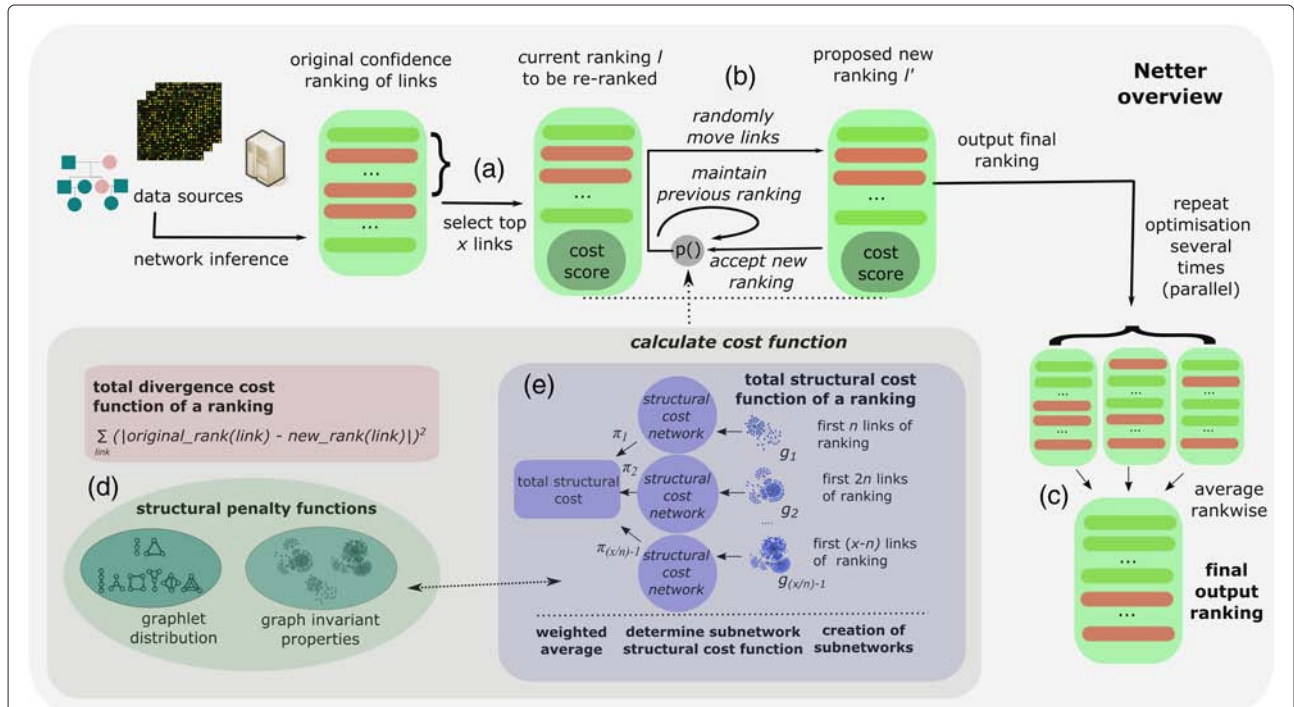 Netter
overview
original confidence
ranking of links
current ranking l
to be re-ranked
(b)
proposed new
ranking l'
randomly
move links
output final
ranking
...
(a)
...
...
data sources
maintain
previous ranking
...
select top
x links
network inference
cost
score
p()
accept new
ranking
cost
score
repeat
optimisation
several
times
(parallel)
calculate cost function
total divergence cost
function of a ranking
∑ (|original_rank(link) - new_rank(link)|)²
link
(d)
structural penalty functions
graphlet
distribution
graph invariant
properties
(e)
total structural cost
function of a ranking
structural
cost
network
π1
g1
first n links of
ranking
total structural
cost
π2
structural
cost
network
g2
first 2n links
of ranking
....
π(x/n)-1
structural
cost
network
g(x/n)-1
first (x-n) links
of ranking
weighted
average
determine subnetwork
structural cost function
creation of
subnetworks
...
...
...
...
...
(c)
average
rankwise
final
output
ranking
...
...